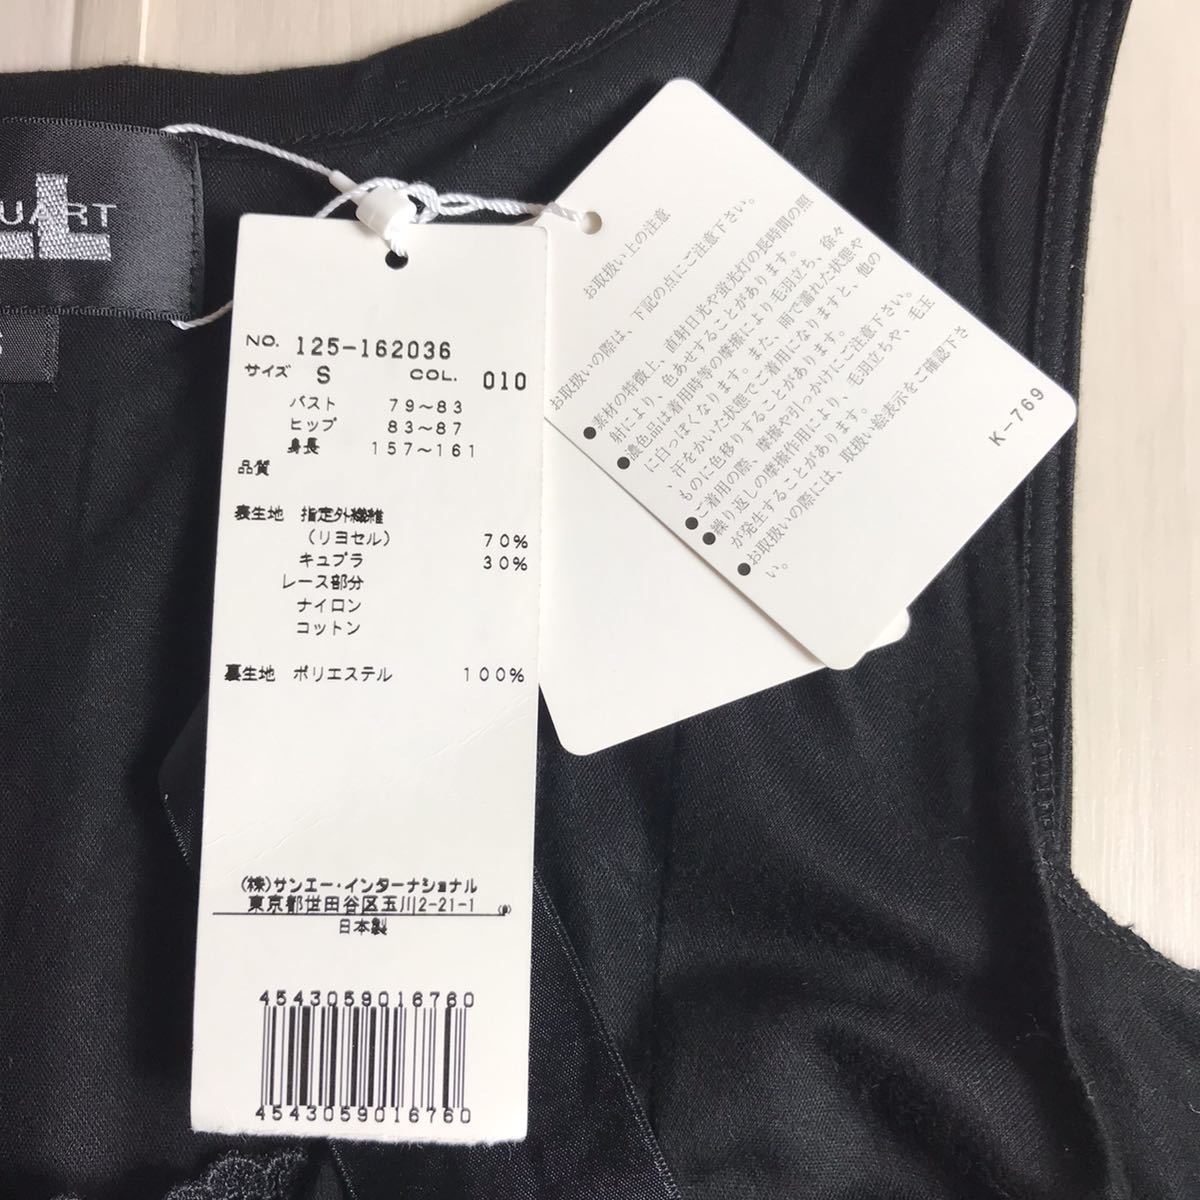 UART
LL
S
NO. 125-162036
サイズ S COL. 010
バスト 79〜83
ヒップ 83〜87
身長 157〜161
品質
表生地 指定外繊維
(リヨセル) 70%
キュプラ 30%
レース部分
ナイロン
コットン
裏生地 ポリエステル 100%
(株)サンエー・インターナショナル
東京都世田谷区玉川2-21-1
日本製
4543059016760
4543059016760
お取扱い上の注意
お取扱いの際は、下記の点にご注意下さい。
●素材の特徴上、直射日光や蛍光灯の長時間の照
射により、色あせすることがあります。
●濃色品は着用時等の摩擦により毛羽立ち、徐々
に白っぽくなります。また、雨で濡れた状態や
、汗をかいた状態でご着用になりますと、他の
ものに色移りすることがあります。
●ご着用の際、摩擦や引っかけにご注意下さい。
●繰り返しの摩擦作用により、毛羽立ちや、毛玉
が発生することがあります。
●お取扱いの際には、取扱い絵表示をご確認下さ
い。
K-769